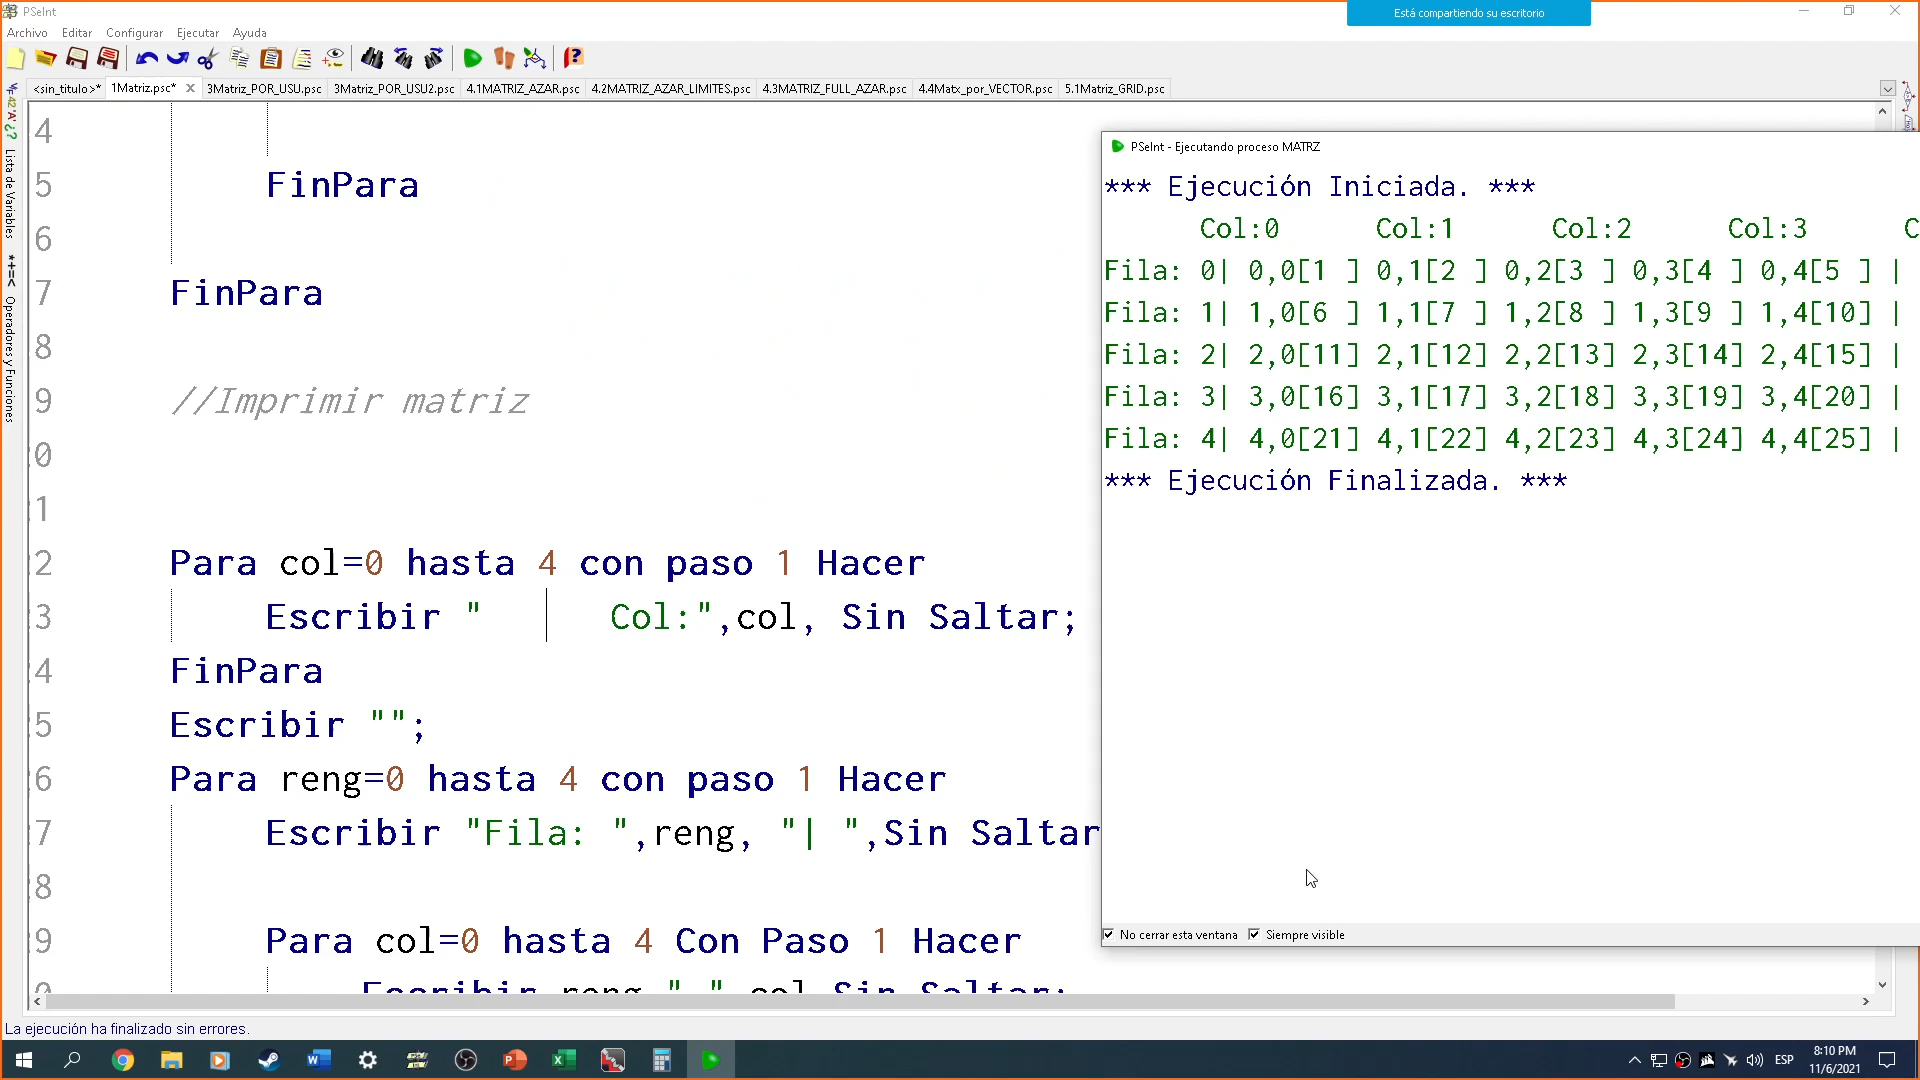 PSeInt
Está compartiendo su escritorio
Archivo Editar Configurar Ejecutar Ayuda
<sin_titulo>* 1Matriz.psc* 3Matriz_POR_USU.psc 3Matriz_POR_USU2.psc 4.1MATRIZ_AZAR.psc 4.2MATRIZ_AZAR_LIMITES.psc 4.3MATRIZ_FULL_AZAR.psc 4.4Matx_por_VECTOR.psc 5.1Matriz_GRID.psc
Lista de Variables
*+=< Operadores y Funciones
4
5 FinPara
6
7 FinPara
8
9 //Imprimir matriz
0
1
2 Para col=0 hasta 4 con paso 1 Hacer
3 Escribir "        Col:",col, Sin Saltar;
4 FinPara
5 Escribir "";
6 Para reng=0 hasta 4 con paso 1 Hacer
7 Escribir "Fila: ",reng, "| ",Sin Saltar
8
9 Para col=0 hasta 4 Con Paso 1 Hacer
0 Escribir reng,",",col,Sin Saltar;
PSeInt - Ejecutando proceso MATRZ
*** Ejecución Iniciada. ***
Col:0 Col:1 Col:2 Col:3 C
Fila: 0| 0,0[1 ] 0,1[2 ] 0,2[3 ] 0,3[4 ] 0,4[5 ] |
Fila: 1| 1,0[6 ] 1,1[7 ] 1,2[8 ] 1,3[9 ] 1,4[10] |
Fila: 2| 2,0[11] 2,1[12] 2,2[13] 2,3[14] 2,4[15] |
Fila: 3| 3,0[16] 3,1[17] 3,2[18] 3,3[19] 3,4[20] |
Fila: 4| 4,0[21] 4,1[22] 4,2[23] 4,3[24] 4,4[25] |
*** Ejecución Finalizada. ***
No cerrar esta ventana Siempre visible
La ejecución ha finalizado sin errores.
ESP
8:10 PM
11/6/2021